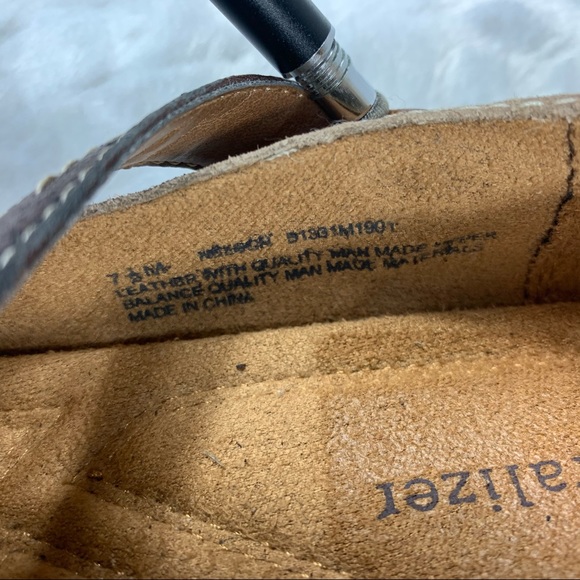 7 ½ M
LEATHER WITH QUALITY MAN MADE UPPER
BALANCE QUALITY MAN MADE MATERIALS
MADE IN CHINA
alizer